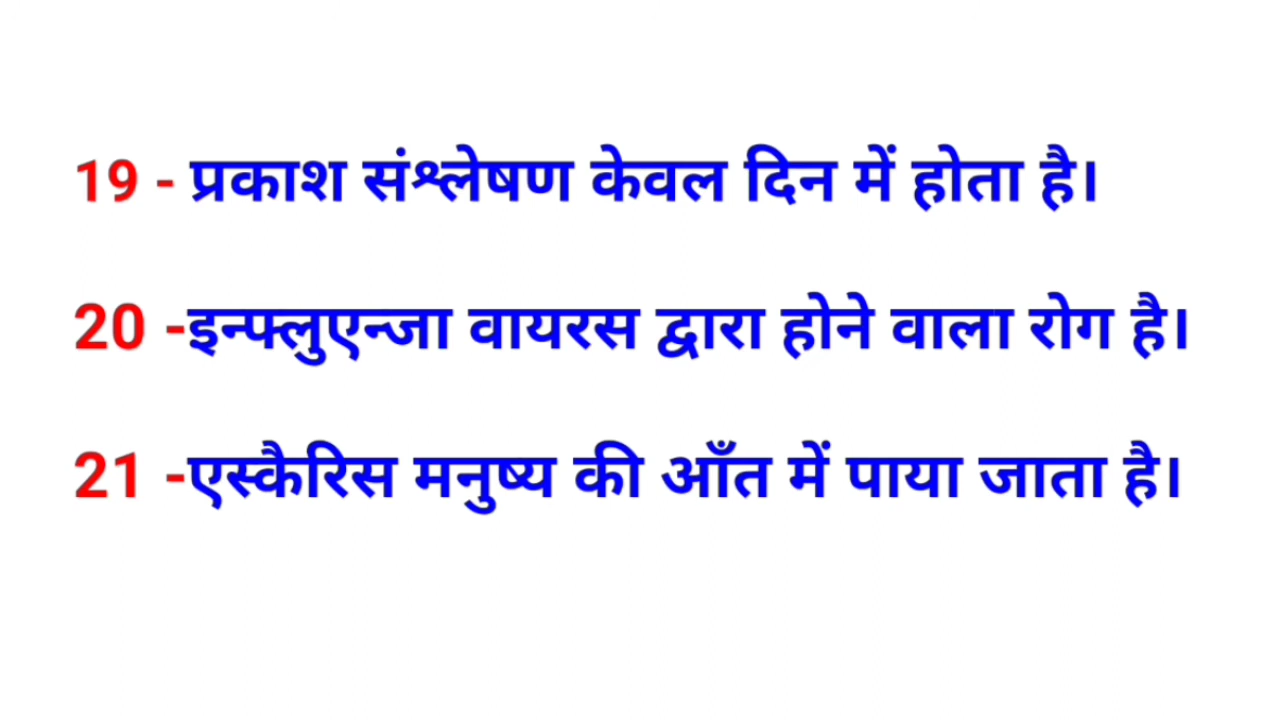 19 - प्रकाश संश्लेषण केवल दिन में होता है।
20 -इन्फ्लुएन्जा वायरस द्वारा होने वाला रोग है।
21 -एस्कैरिस मनुष्य की आँत में पाया जाता है।